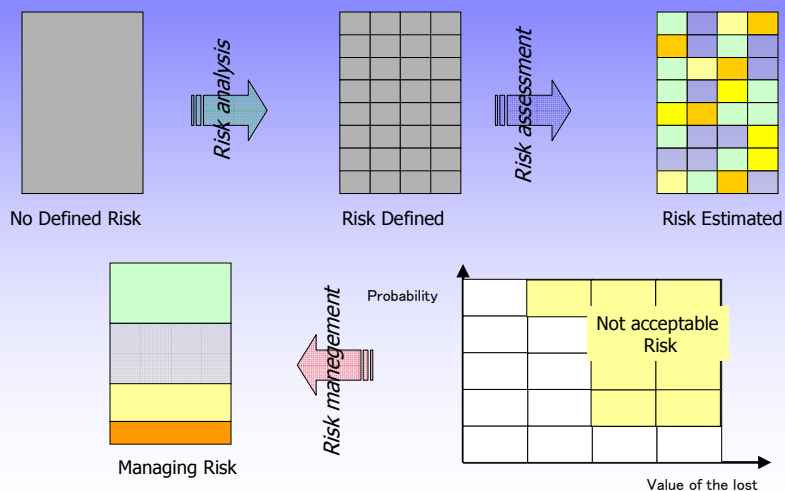 Risk analysis
Risk assessment
No Defined Risk
Risk Defined
Risk Estimated
Probability
Not acceptable
Risk
Risk manegement
Managing Risk
Value of the lost